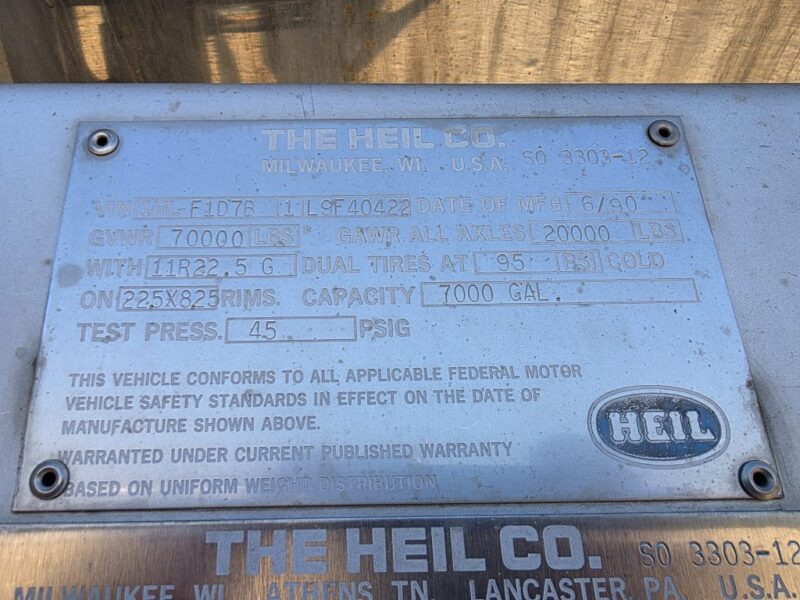 THE HEIL CO.
MILWAUKEE, WI. U.S.A. SO 3303-12
VIN 1HL-F1D7B 1 L9F40422 DATE OF MFG 6/90
GVWR 70000 LBS* GAWR ALL AXLES 20000 LBS
WITH 11R22.5 G DUAL TIRES AT 95 PSI COLD
ON 225X825 RIMS. CAPACITY 7000 GAL.
TEST PRESS. 45 PSIG
THIS VEHICLE CONFORMS TO ALL APPLICABLE FEDERAL MOTOR
VEHICLE SAFETY STANDARDS IN EFFECT ON THE DATE OF
MANUFACTURE SHOWN ABOVE.
WARRANTED UNDER CURRENT PUBLISHED WARRANTY
BASED ON UNIFORM WEIGHT DISTRIBUTION
HEIL
THE HEIL CO. SO 3303-12
MILWAUKEE, WI. ATHENS, TN. LANCASTER, PA. U.S.A.